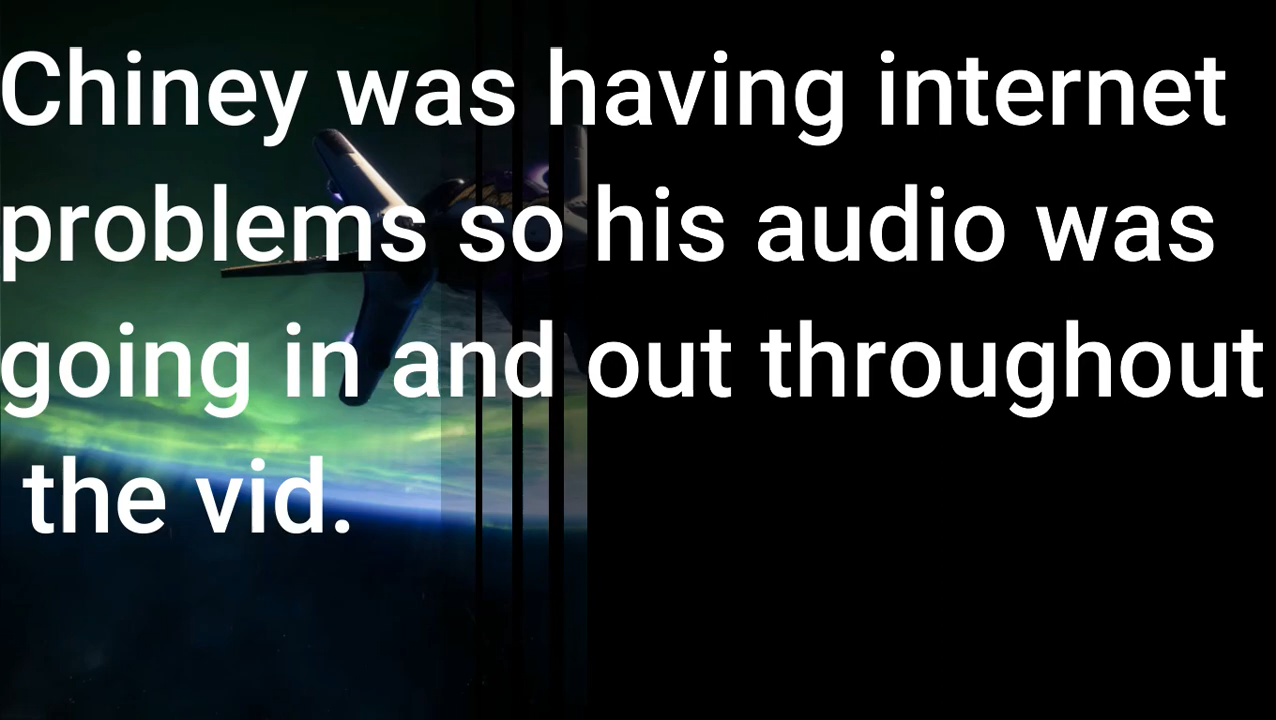 Chiney was having internet
problems so his audio was
going in and out throughout
the vid.